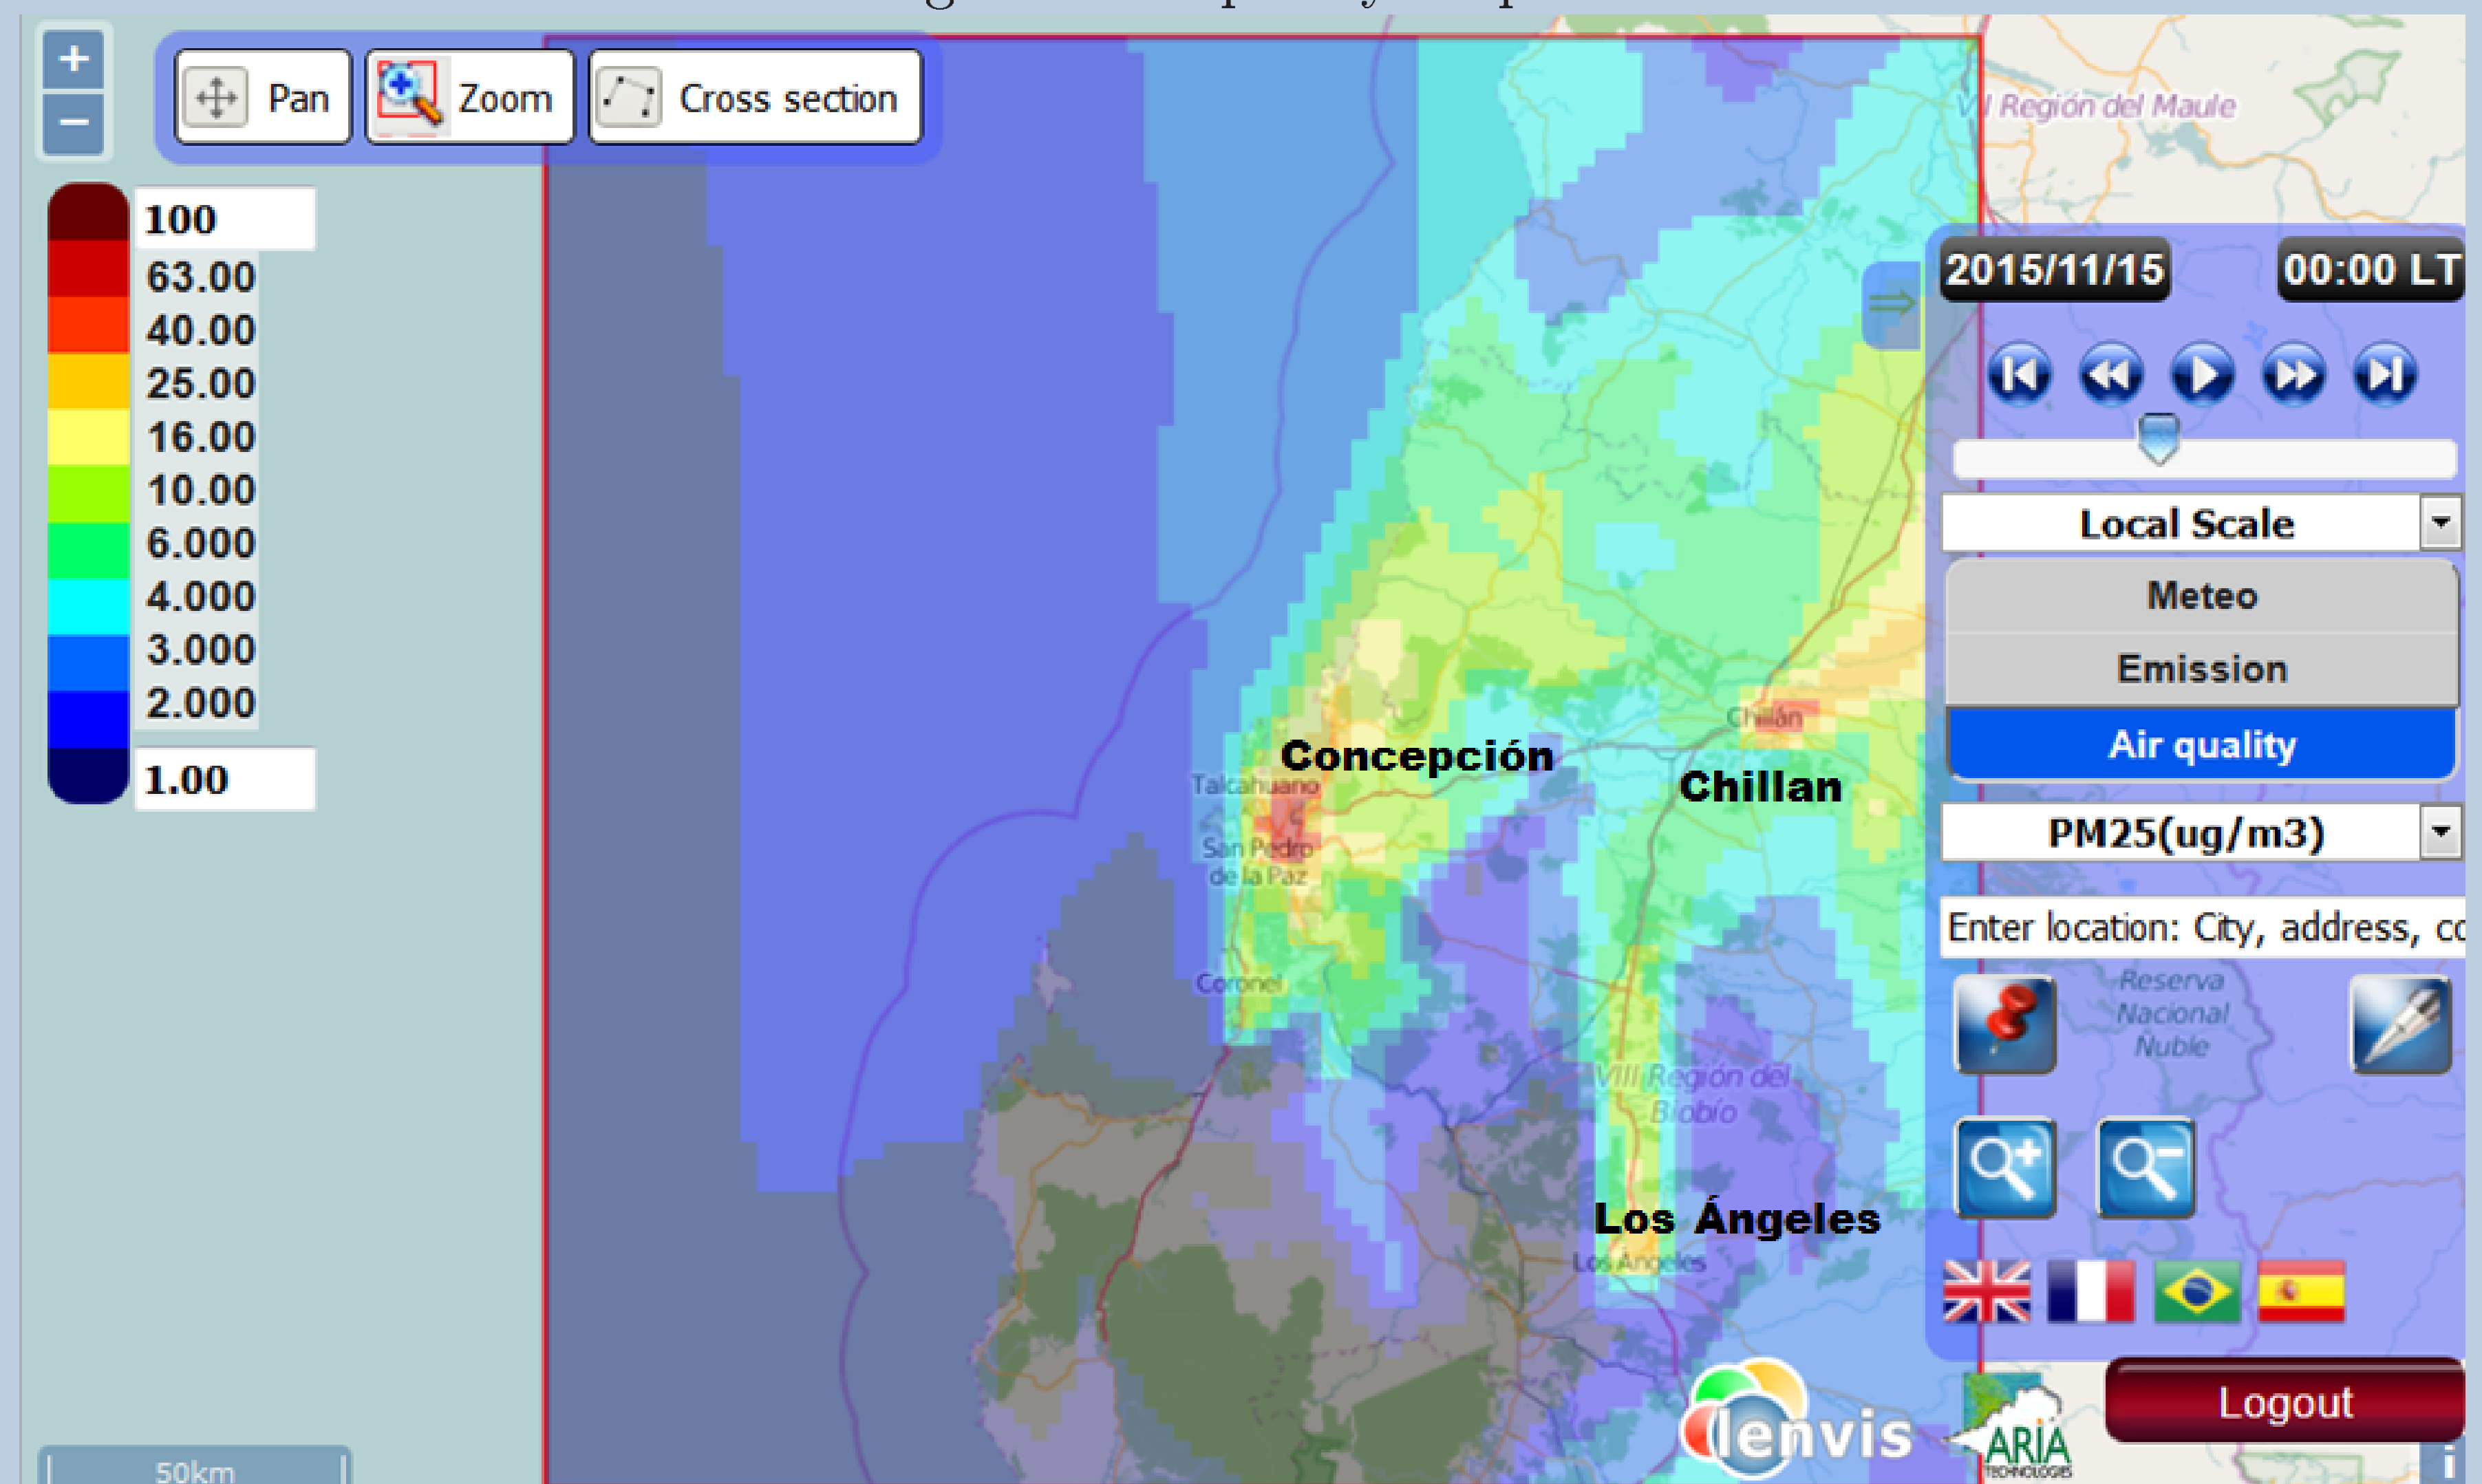 +
−
Pan
Zoom
Cross section
100
63.00
40.00
25.00
16.00
10.00
6.000
4.000
3.000
2.000
1.00
Región del Maule
2015/11/15
00:00 LT
Local Scale
Meteo
Emission
Air quality
PM25(ug/m3)
Enter location: City, address, co
Reserva
Nacional
Ñuble
Chillán
Concepción
Chillan
Talcahuano
San Pedro
de la Paz
Coronel
VIII Región del
Biobío
Los Ángeles
Los Ángeles
lenvis
ARIA
TECHNOLOGIES
Logout
i
50km